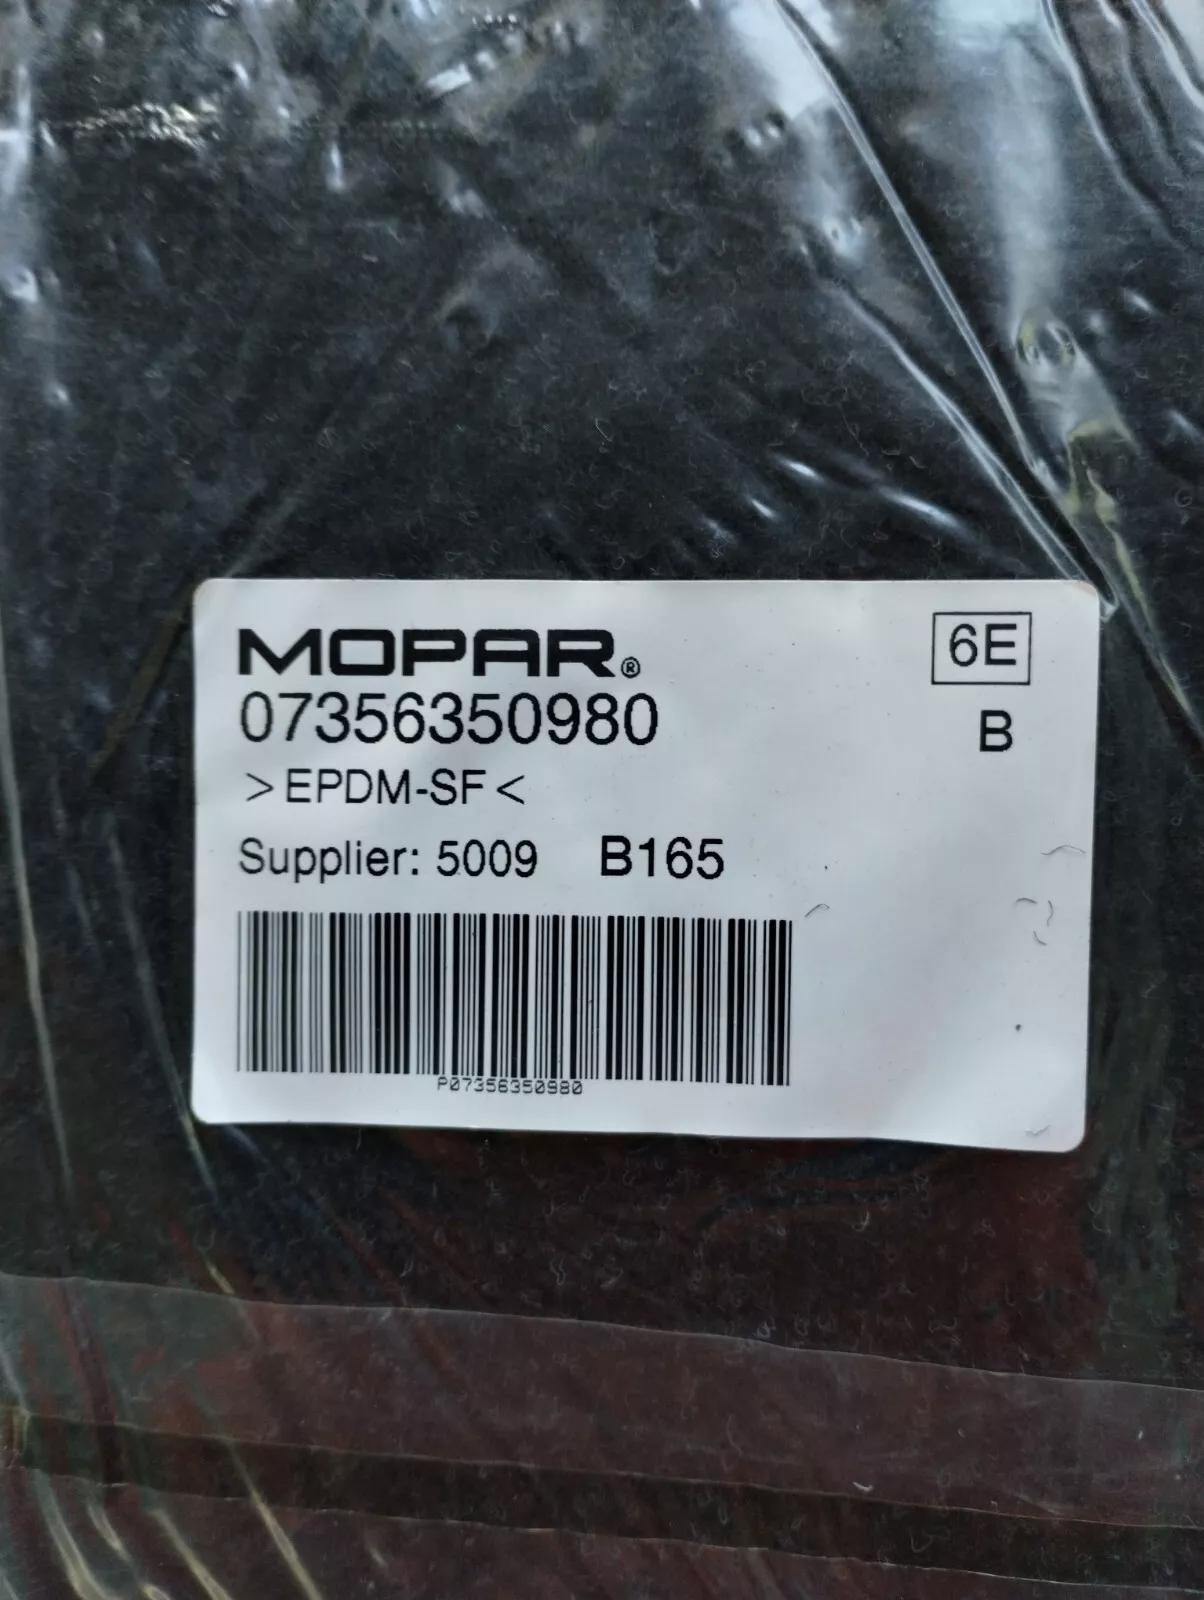 MOPAR®
6E
07356350980
B
>EPDM-SF<
Supplier: 5009 B165
P07356350980